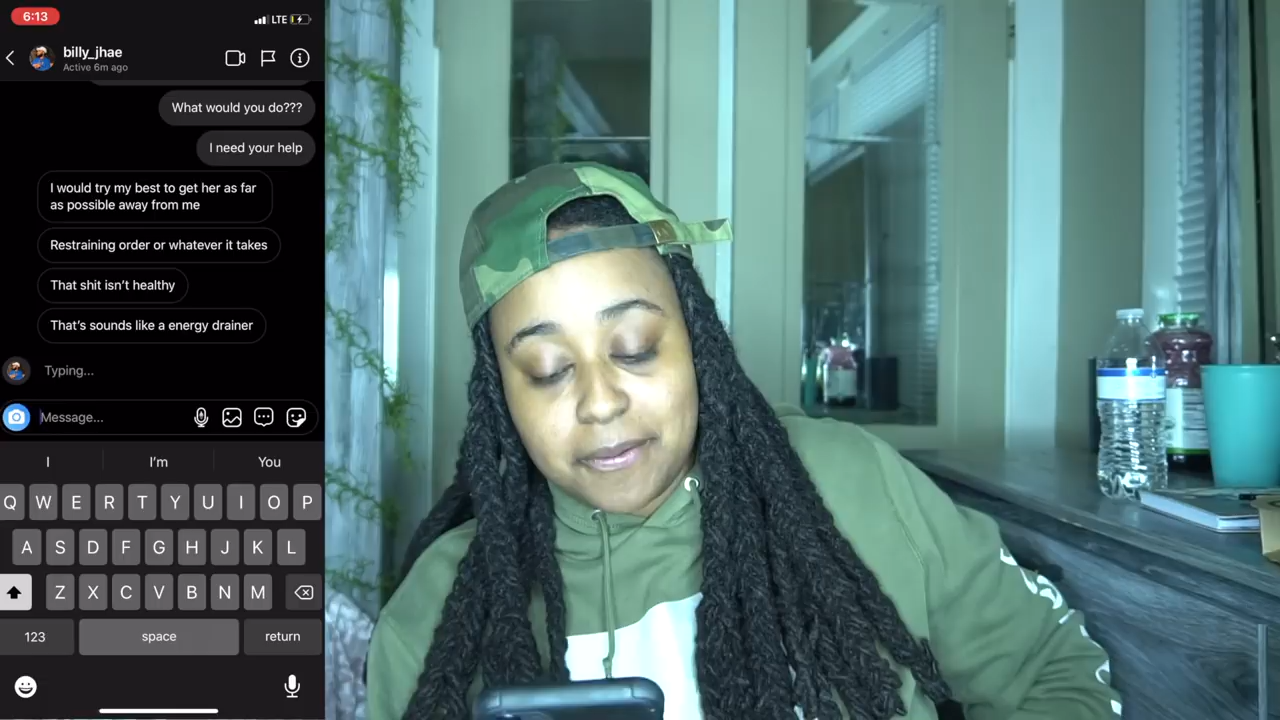 6:13
LTE
billy_jhae
Active 6m ago
What would you do???
I need your help
I would try my best to get her as far
as possible away from me
Restraining order or whatever it takes
That shit isn't healthy
That's sounds like a energy drainer
Typing...
Message...
I I'm You
Q W E R T Y U I O P
A S D F G H J K L
Z X C V B N M
123 space return